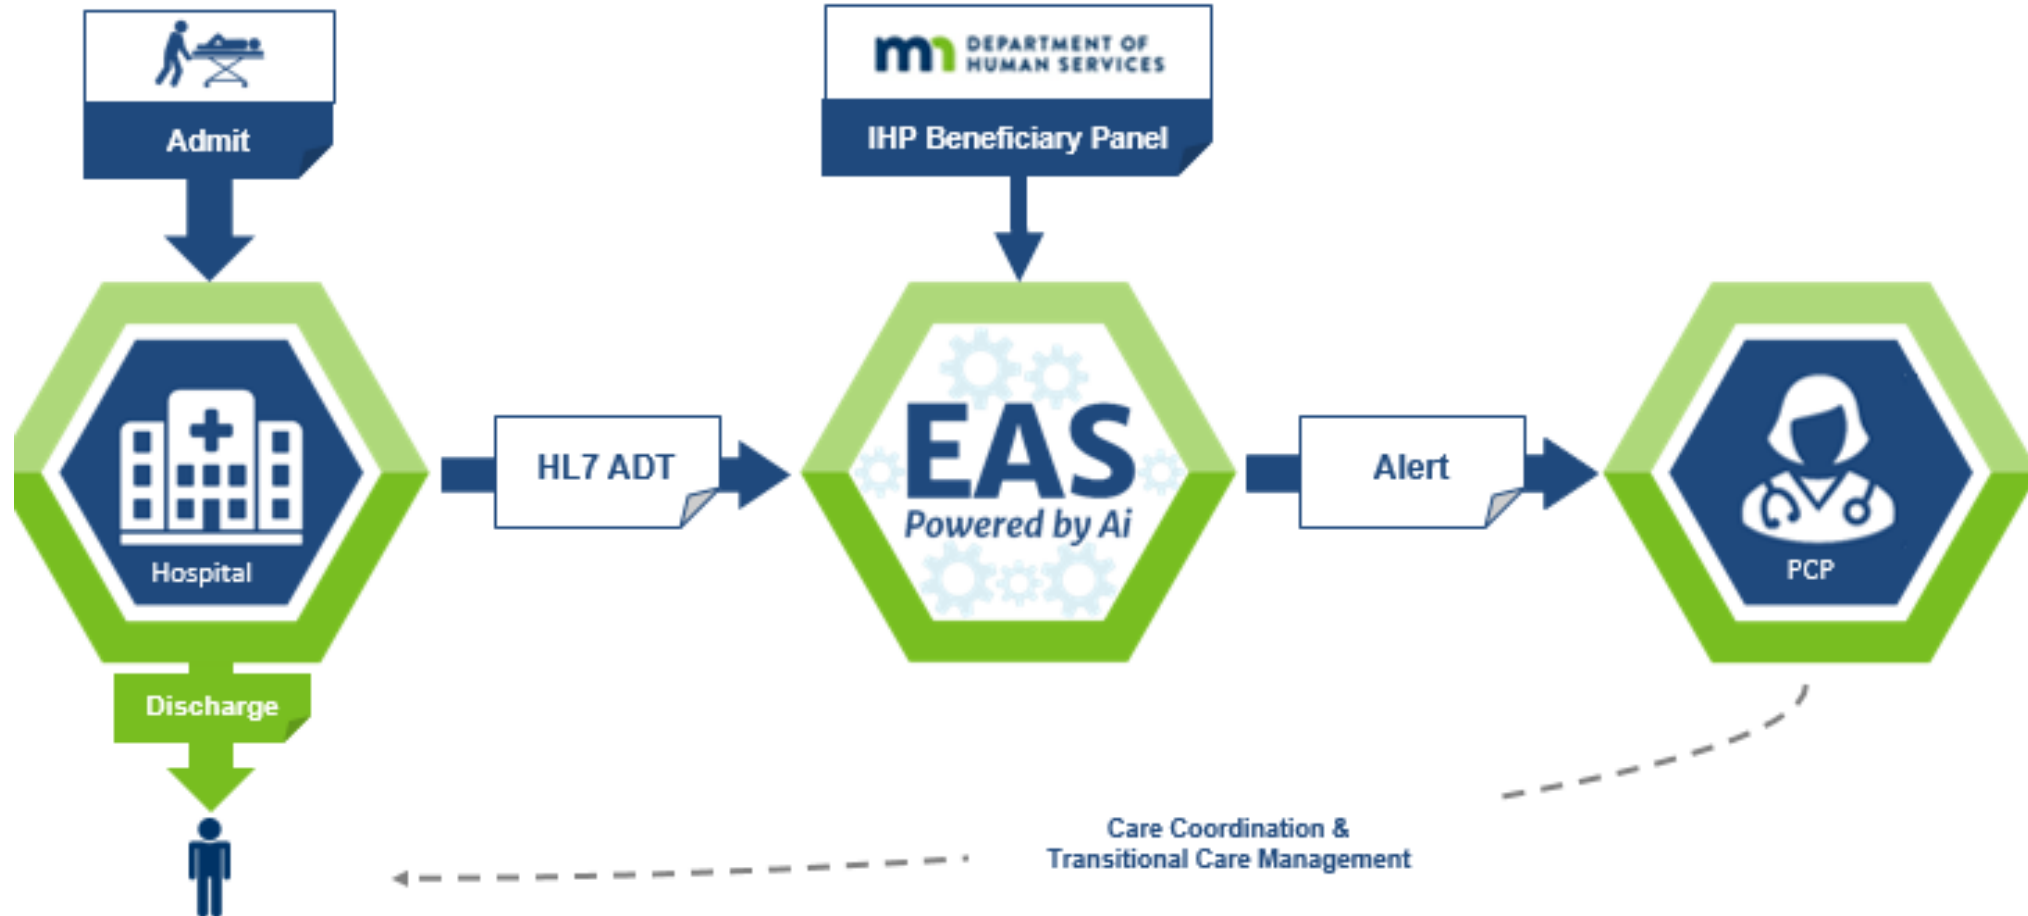 mn DEPARTMENT OF
HUMAN SERVICES
Admit
IHP Beneficiary Panel
Hospital
HL7 ADT
EAS
Powered by Ai
Alert
PCP
Discharge
Care Coordination &
Transitional Care Management